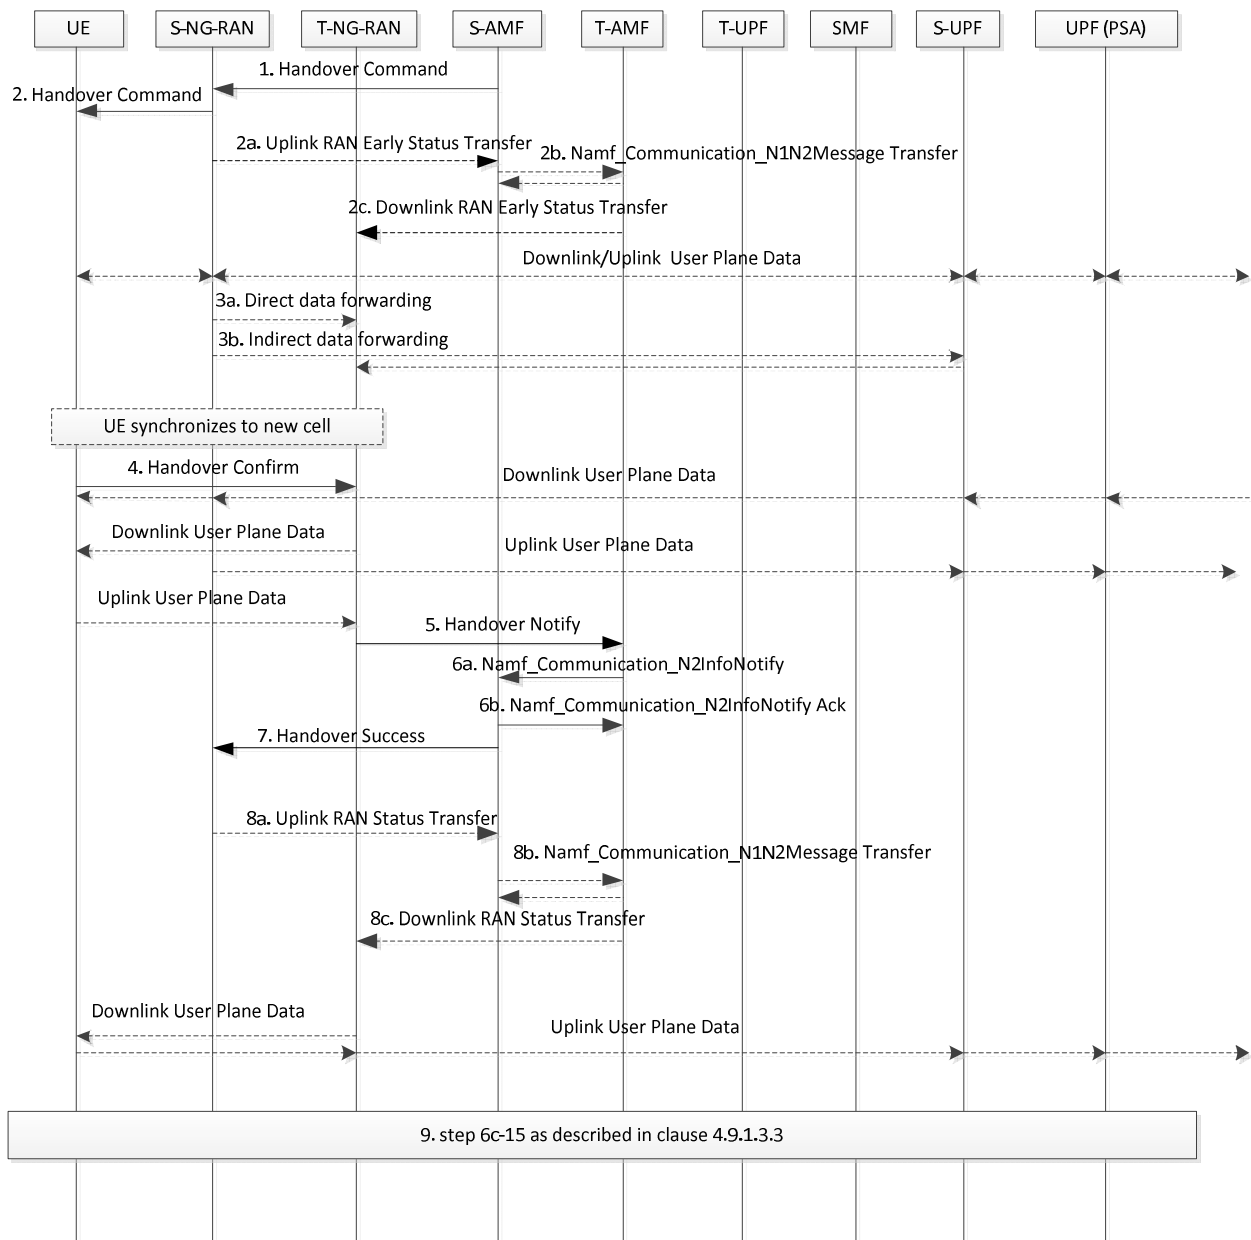 UE
S-NG-RAN
T-NG-RAN
S-AMF
T-AMF
T-UPF
SMF
S-UPF
UPF (PSA)
1. Handover Command
2. Handover Command
2a. Uplink RAN Early Status Transfer
2b. Namf_Communication_N1N2Message Transfer
2c. Downlink RAN Early Status Transfer
Downlink/Uplink User Plane Data
3a. Direct data forwarding
3b. Indirect data forwarding
UE synchronizes to new cell
4. Handover Confirm
Downlink User Plane Data
Downlink User Plane Data
Uplink User Plane Data
Uplink User Plane Data
5. Handover Notify
6a. Namf_Communication_N2InfoNotify
6b. Namf_Communication_N2InfoNotify Ack
7. Handover Success
8a. Uplink RAN Status Transfer
8b. Namf_Communication_N1N2Message Transfer
8c. Downlink RAN Status Transfer
Downlink User Plane Data
Uplink User Plane Data
9. step 6c-15 as described in clause 4.9.1.3.3